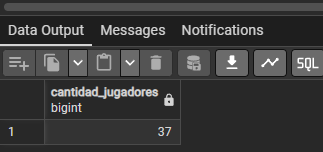 Data Output Messages Notifications
SQL
cantidad_jugadores
bigint
1 37